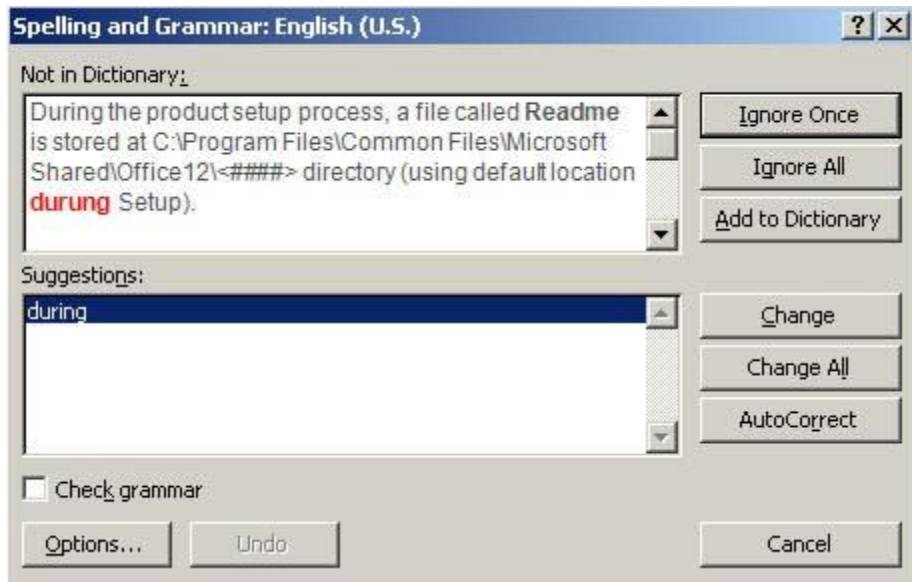 Spelling and Grammar: English (U.S.)
Not in Dictionary:
During the product setup process, a file called Readme
is stored at C:\Program Files\Common Files\Microsoft
Shared\Office12\<####> directory (using default location
durung Setup).
Ignore Once
Ignore All
Add to Dictionary
Suggestions:
during
Change
Change All
AutoCorrect
Check grammar
Options...
Undo
Cancel